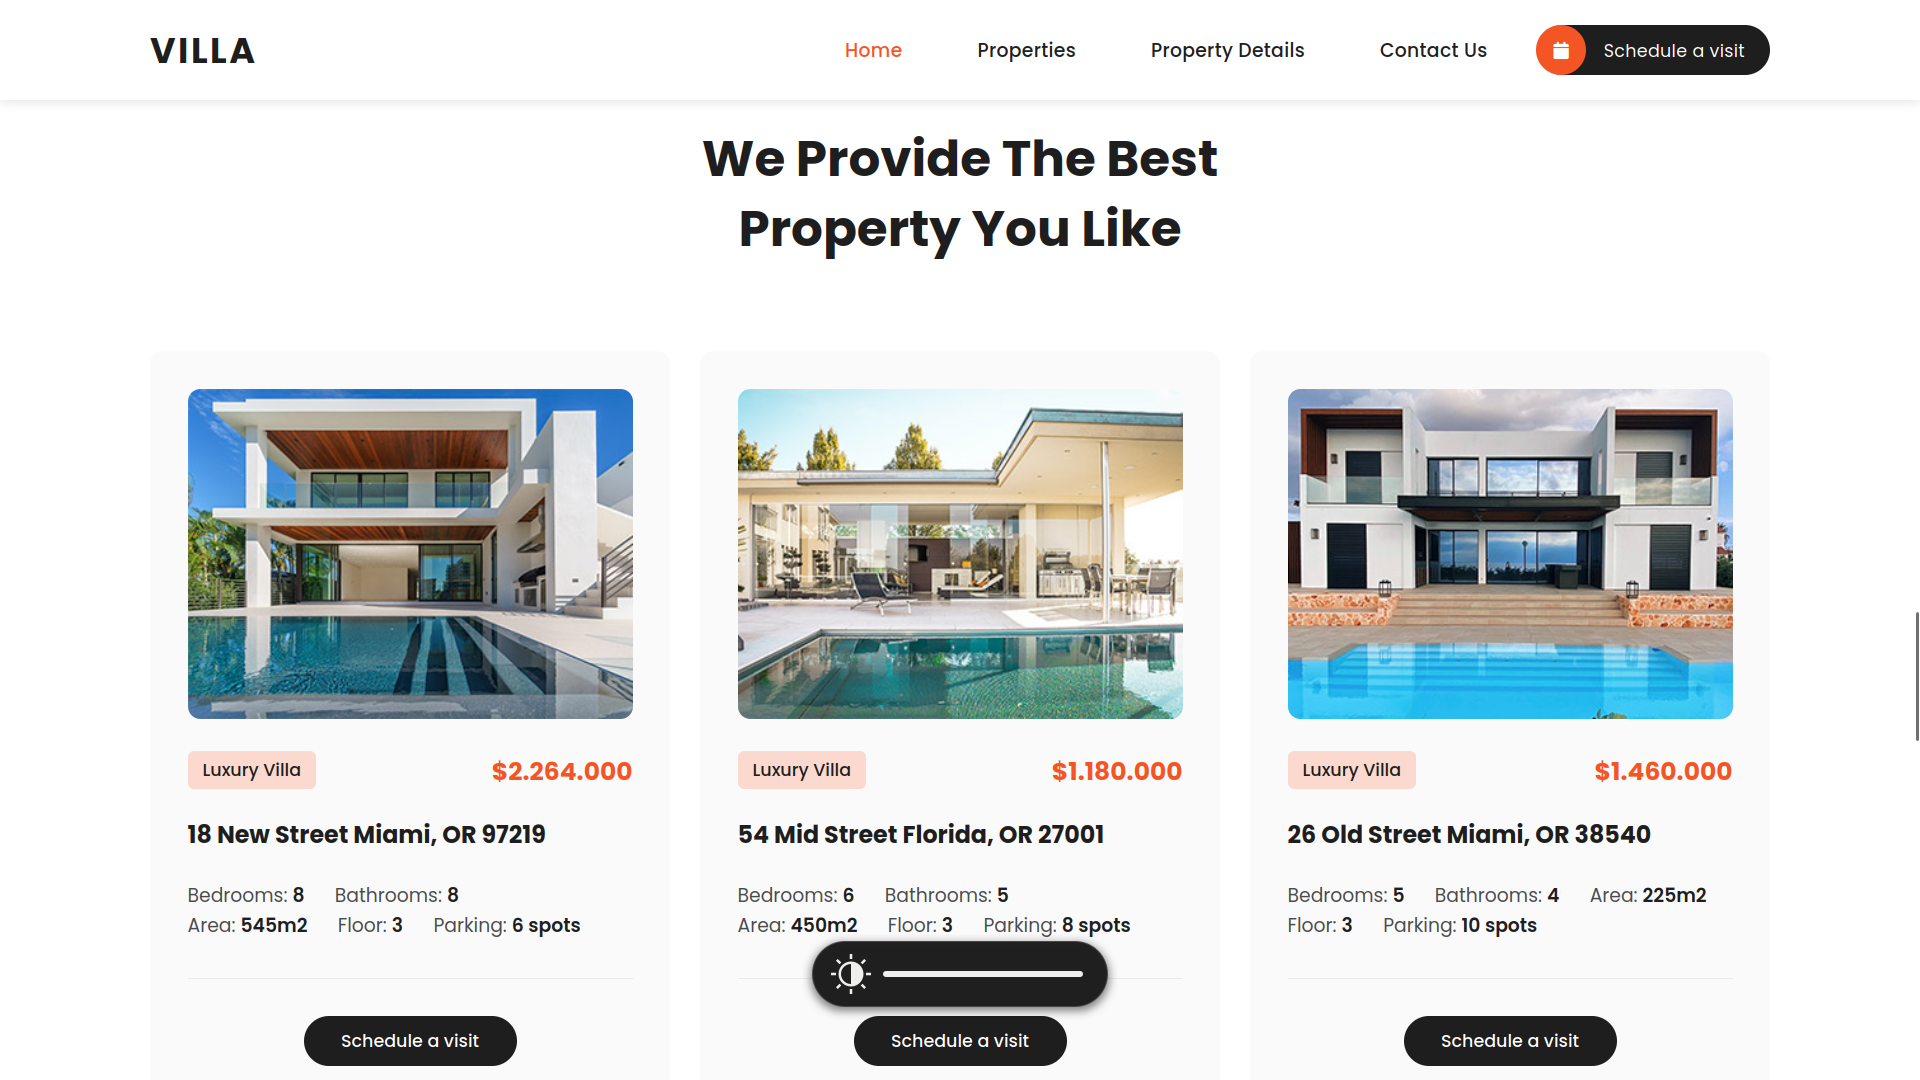 VILLA
Home
Properties
Property Details
Contact Us
Schedule a visit
We Provide The Best
Property You Like
Luxury Villa
$2.264.000
18 New Street Miami, OR 97219
Bedrooms: 8 Bathrooms: 8
Area: 545m2 Floor: 3 Parking: 6 spots
Schedule a visit
Luxury Villa
$1.180.000
54 Mid Street Florida, OR 27001
Bedrooms: 6 Bathrooms: 5
Area: 450m2 Floor: 3 Parking: 8 spots
Schedule a visit
Luxury Villa
$1.460.000
26 Old Street Miami, OR 38540
Bedrooms: 5 Bathrooms: 4 Area: 225m2
Floor: 3 Parking: 10 spots
Schedule a visit